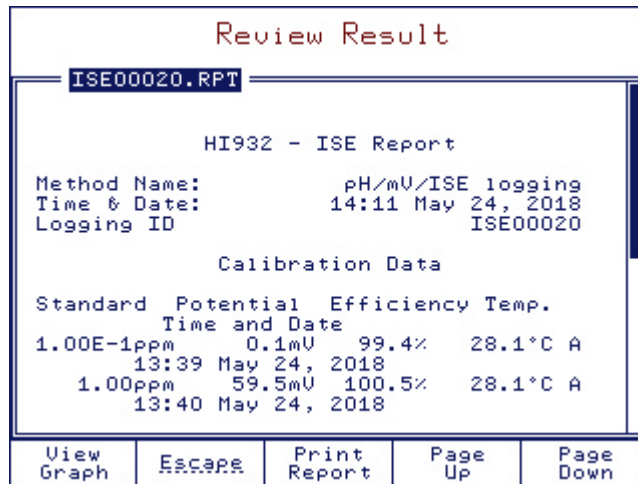 Review Result
ISE00020.RPT
HI932 - ISE Report
Method Name: pH/mV/ISE logging
Time & Date: 14:11 May 24, 2018
Logging ID ISE00020
Calibration Data
Standard Potential Efficiency Temp.
Time and Date
1.00E-1ppm 0.1mV 99.4% 28.1°C A
13:39 May 24, 2018
1.00ppm 59.5mV 100.5% 28.1°C A
13:40 May 24, 2018
View Graph
Escape
Print Report
Page Up
Page Down